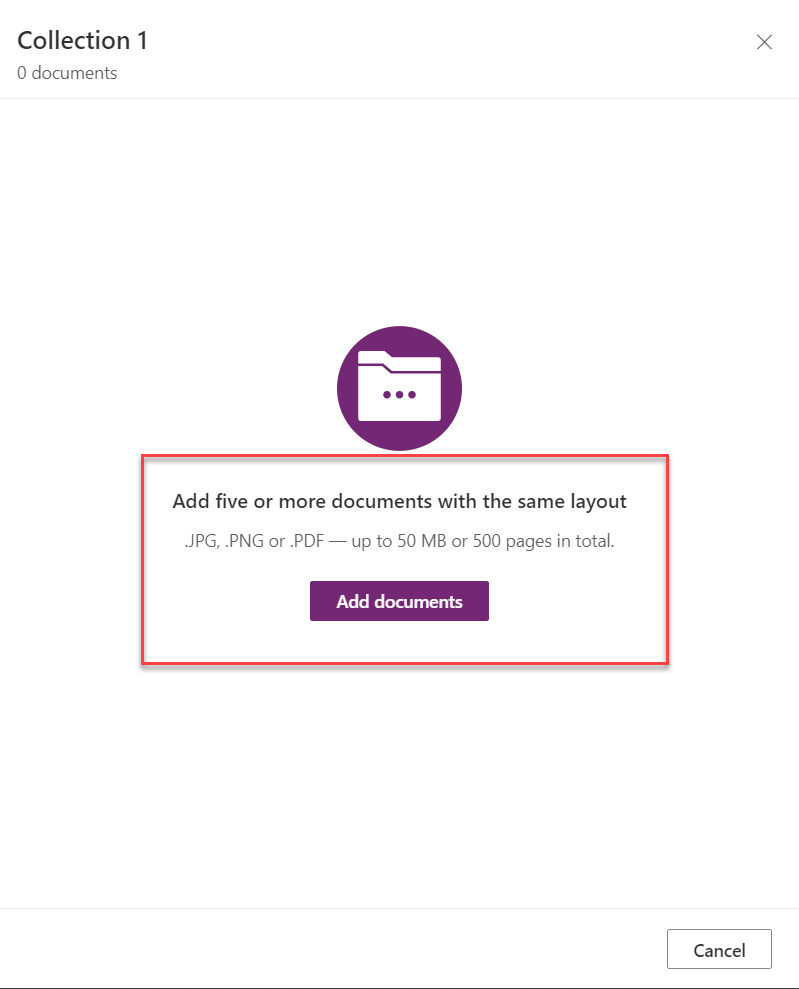 Collection 1
0 documents
Add five or more documents with the same layout
.JPG, .PNG or .PDF — up to 50 MB or 500 pages in total.
Add documents
Cancel